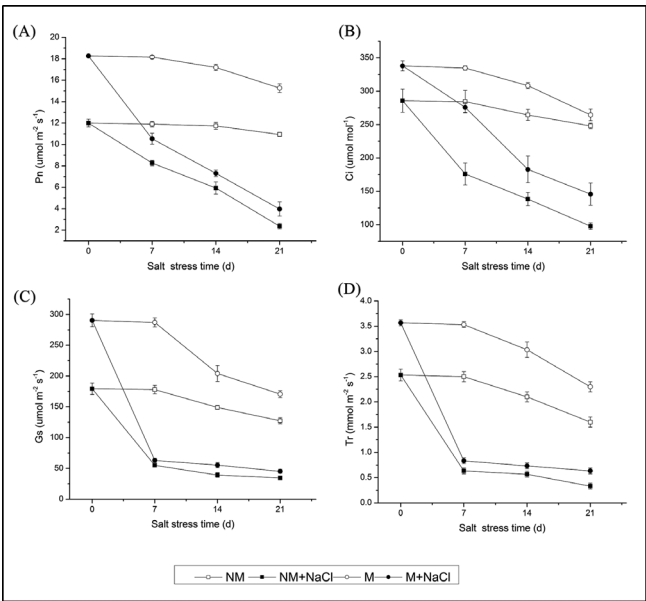 (A)
20
18
16
14
12
10
8
6
4
2
Pn (umol m⁻² s⁻¹)
0 7 14 21
Salt stress time (d)
(B)
350
300
250
200
150
100
Ci (umol mol⁻¹)
0 7 14 21
Salt stress time (d)
(C)
300
250
200
150
100
50
0
Gs (umol m⁻² s⁻¹)
0 7 14 21
Salt stress time (d)
(D)
4.0
3.5
3.0
2.5
2.0
1.5
1.0
0.5
0.0
Tr (mmol m⁻² s⁻¹)
0 7 14 21
Salt stress time (d)
NM NM+NaCl M M+NaCl